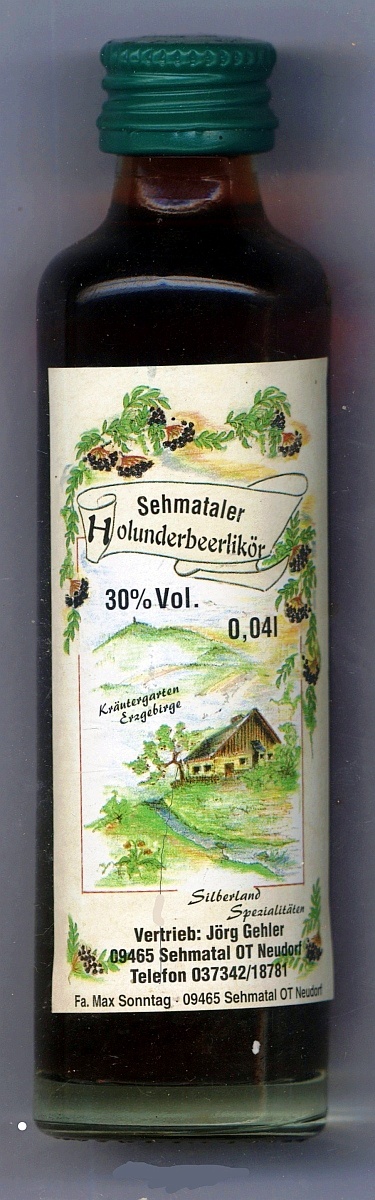 Sehmataler
Holunderbeerlikör
30% Vol.
0,04l
Kräutergarten
Erzgebirge
Silberland
Spezialitäten
Vertrieb: Jörg Gehler
09465 Sehmatal OT Neudorf
Telefon 037342/18781
Fa. Max Sonntag · 09465 Sehmatal OT Neudorf